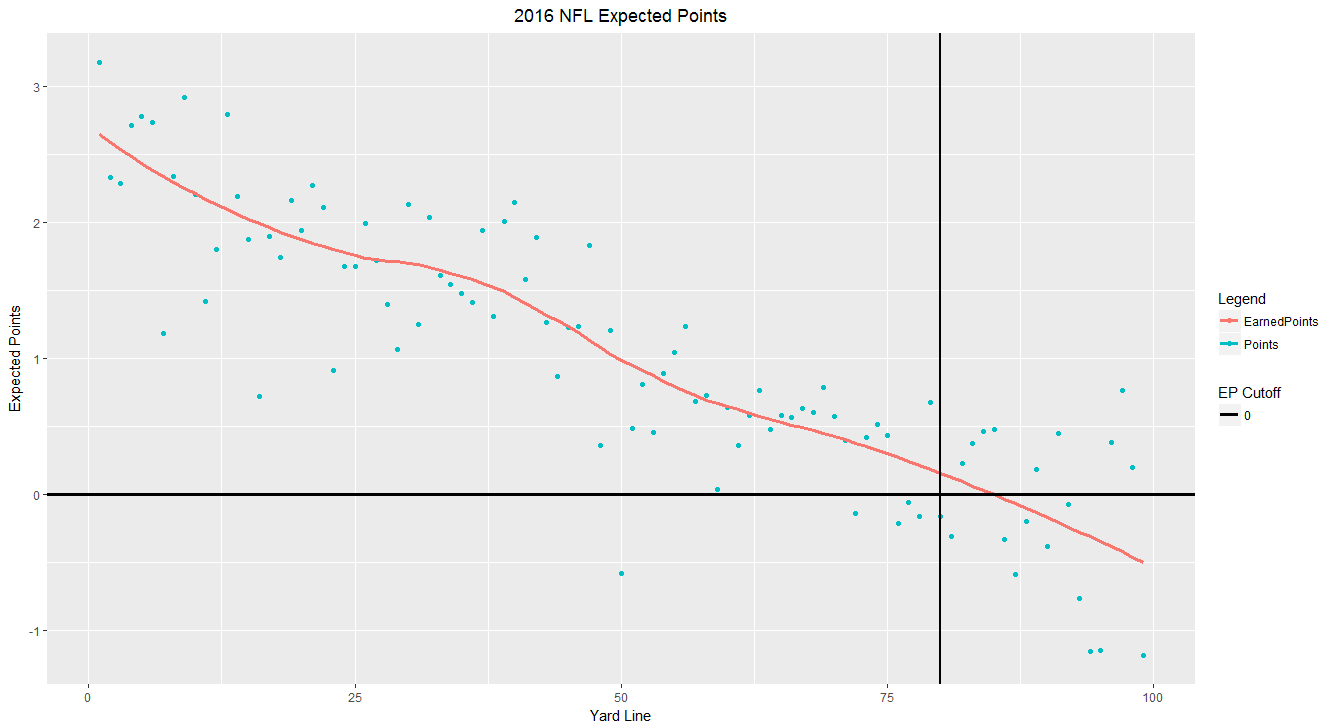 2016 NFL Expected Points
Expected Points
3
2
1
0
-1
0
25
50
75
100
Yard Line
Legend
EarnedPoints
Points
EP Cutoff
0